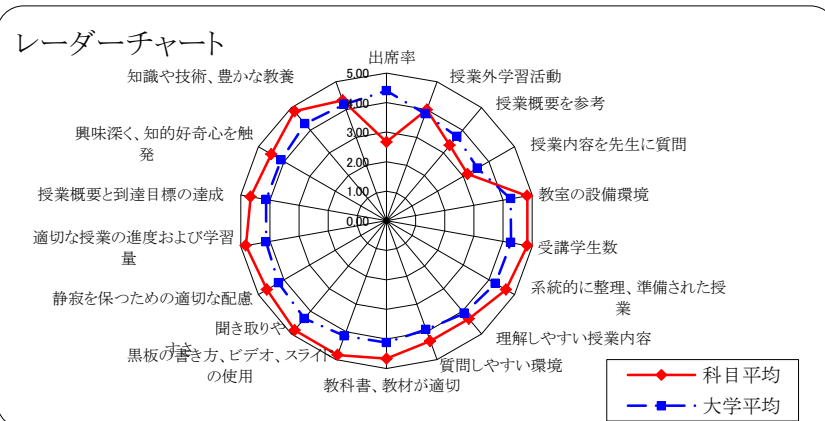 レーダーチャート
出席率
授業外学習活動
授業概要を参考
授業内容を先生に質問
教室の設備環境
受講学生数
系統的に整理、準備された授
業
理解しやすい授業内容
質問しやすい環境
教科書、教材が適切
黒板の書き方、ビデオ、スライド
の使用
聞き取りや
すさ
静寂を保つための適切な配慮
適切な授業の進度および学習
量
授業概要と到達目標の達成
興味深く、知的好奇心を触
発
知識や技術、豊かな教養
5.00
4.00
3.00
2.00
1.00
0.00
科目平均
大学平均